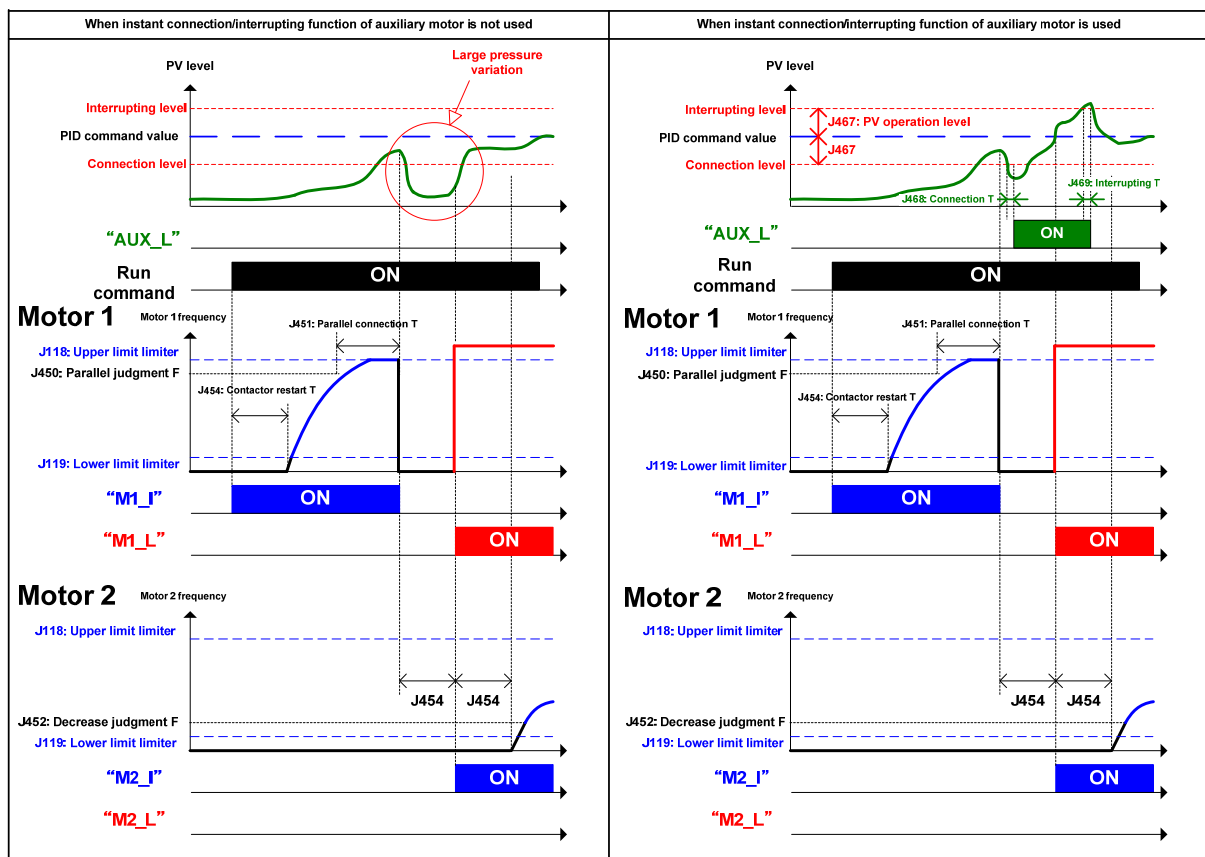 When instant connection/interrupting function of auxiliary motor is not used
Large pressure
variation
PV level
Interrupting level
PID command value
Connection level
“AUX_L”
Run
command
ON
Motor 1
Motor 1 frequency
J451: Parallel connection T
J118: Upper limit limiter
J450: Parallel judgment F
J454: Contactor restart T
J119: Lower limit limiter
“M1_I”
ON
“M1_L”
ON
Motor 2
Motor 2 frequency
J118: Upper limit limiter
J454
J454
J452: Decrease judgment F
J119: Lower limit limiter
“M2_I”
ON
“M2_L”
When instant connection/interrupting function of auxiliary motor is used
PV level
Interrupting level
J467: PV operation level
PID command value
J467
Connection level
J469: Interrupting T
J468: Connection T
“AUX_L”
ON
Run
command
ON
Motor 1
Motor 1 frequency
J451: Parallel connection T
J118: Upper limit limiter
J450: Parallel judgment F
J454: Contactor restart T
J119: Lower limit limiter
“M1_I”
ON
“M1_L”
ON
Motor 2
Motor 2 frequency
J118: Upper limit limiter
J454
J454
J452: Decrease judgment F
J119: Lower limit limiter
“M2_I”
ON
“M2_L”